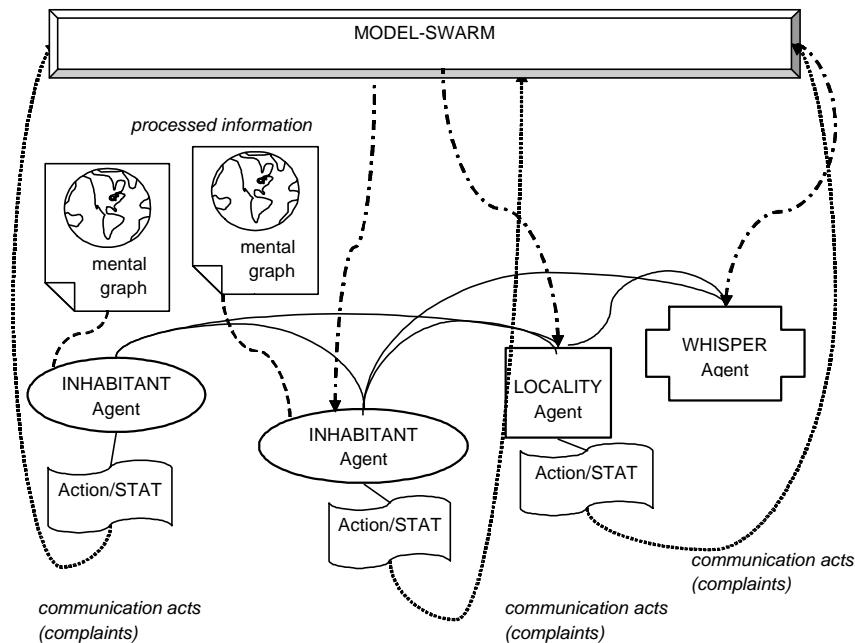 MODEL-SWARM
processed information
mental
graph
mental
graph
INHABITANT
Agent
INHABITANT
Agent
LOCALITY
Agent
WHISPER
Agent
Action/STAT
Action/STAT
Action/STAT
communication acts
(complaints)
communication acts
(complaints)
communication acts
(complaints)